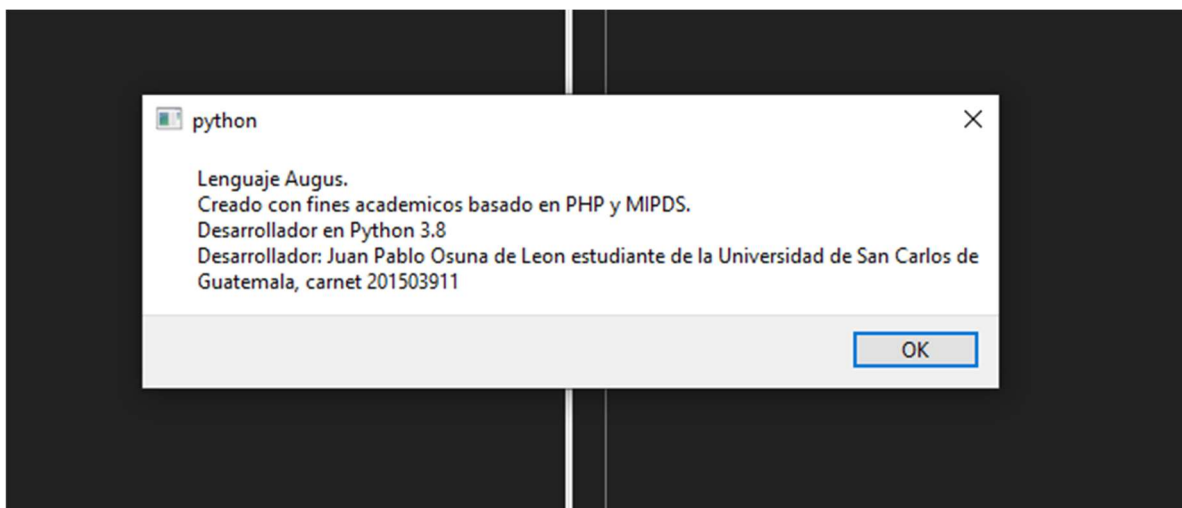 python
Lenguaje Augus.
Creado con fines academicos basado en PHP y MIPDS.
Desarrollador en Python 3.8
Desarrollador: Juan Pablo Osuna de Leon estudiante de la Universidad de San Carlos de
Guatemala, carnet 201503911
OK